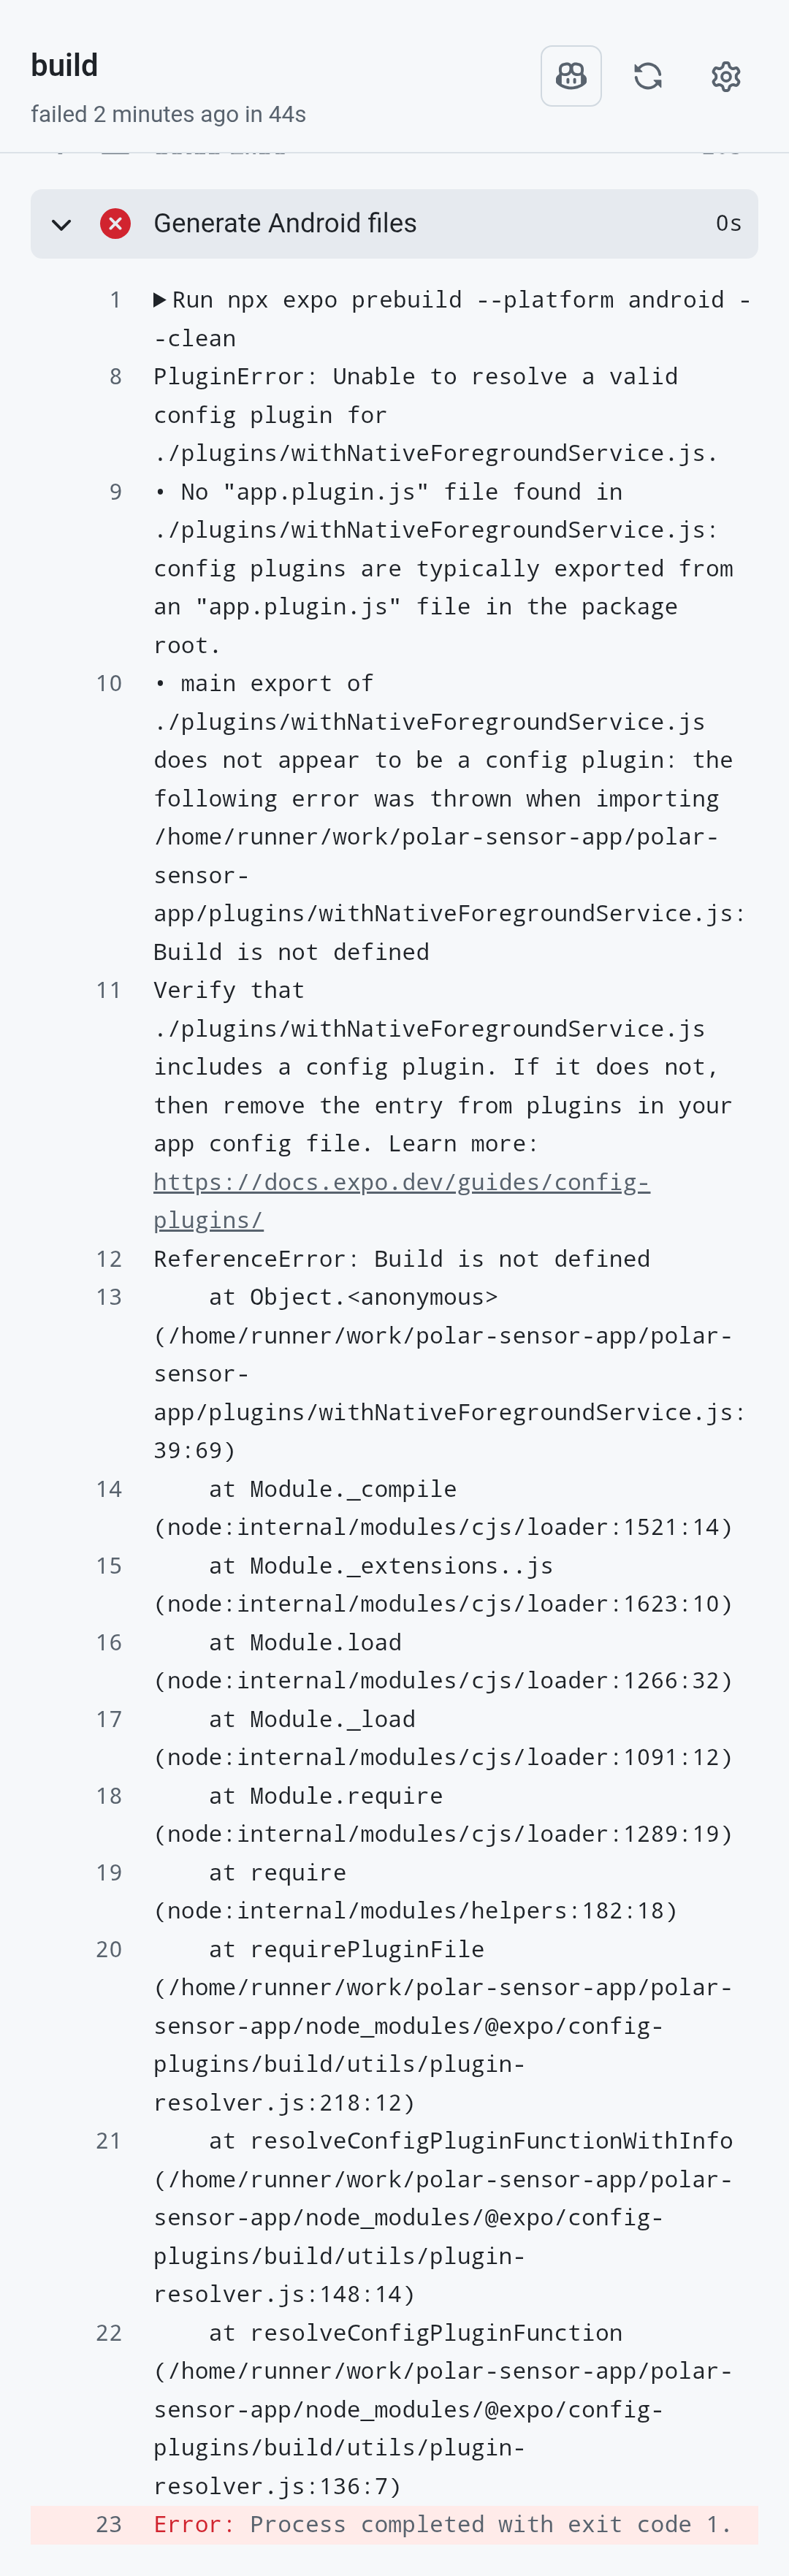 build
failed 2 minutes ago in 44s
Generate Android files 0s
1 Run npx expo prebuild --platform android -
-clean
8 PluginError: Unable to resolve a valid
config plugin for
./plugins/withNativeForegroundService.js.
9 • No "app.plugin.js" file found in
./plugins/withNativeForegroundService.js:
config plugins are typically exported from
an "app.plugin.js" file in the package
root.
10 • main export of
./plugins/withNativeForegroundService.js
does not appear to be a config plugin: the
following error was thrown when importing
/home/runner/work/polar-sensor-app/polar-
sensor-
app/plugins/withNativeForegroundService.js:
Build is not defined
11 Verify that
./plugins/withNativeForegroundService.js
includes a config plugin. If it does not,
then remove the entry from plugins in your
app config file. Learn more:
https://docs.expo.dev/guides/config-
plugins/
12 ReferenceError: Build is not defined
13 at Object.<anonymous>
(/home/runner/work/polar-sensor-app/polar-
sensor-
app/plugins/withNativeForegroundService.js:
39:69)
14 at Module._compile
(node:internal/modules/cjs/loader:1521:14)
15 at Module._extensions..js
(node:internal/modules/cjs/loader:1623:10)
16 at Module.load
(node:internal/modules/cjs/loader:1266:32)
17 at Module._load
(node:internal/modules/cjs/loader:1091:12)
18 at Module.require
(node:internal/modules/cjs/loader:1289:19)
19 at require
(node:internal/modules/helpers:182:18)
20 at requirePluginFile
(/home/runner/work/polar-sensor-app/polar-
sensor-app/node_modules/@expo/config-
plugins/build/utils/plugin-
resolver.js:218:12)
21 at resolveConfigPluginFunctionWithInfo
(/home/runner/work/polar-sensor-app/polar-
sensor-app/node_modules/@expo/config-
plugins/build/utils/plugin-
resolver.js:148:14)
22 at resolveConfigPluginFunction
(/home/runner/work/polar-sensor-app/polar-
sensor-app/node_modules/@expo/config-
plugins/build/utils/plugin-
resolver.js:136:7)
23 Error: Process completed with exit code 1.